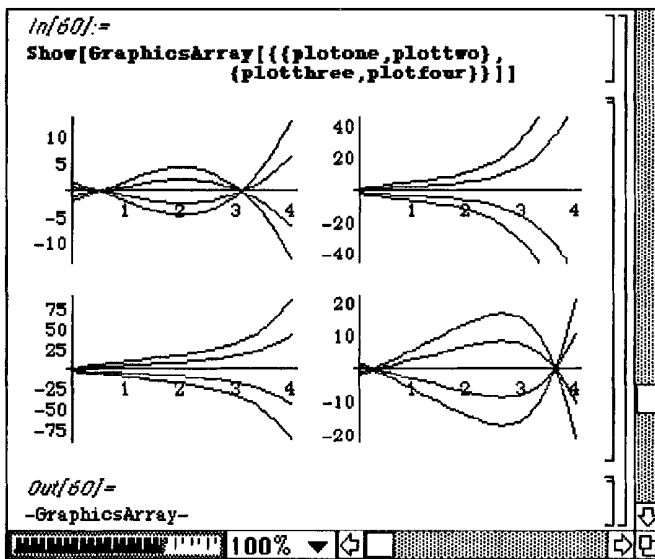 In[60]:=
Show[GraphicsArray[{{plotone,plottwo},
{plotthree,plotfour}}]]
10
5
-5
-10
1 2 3 4
40
20
-20
-40
1 2 3 4
75
50
25
-25
-50
-75
1 2 3 4
20
10
-10
-20
1 2 3 4
Out[60]=
-GraphicsArray-
100%